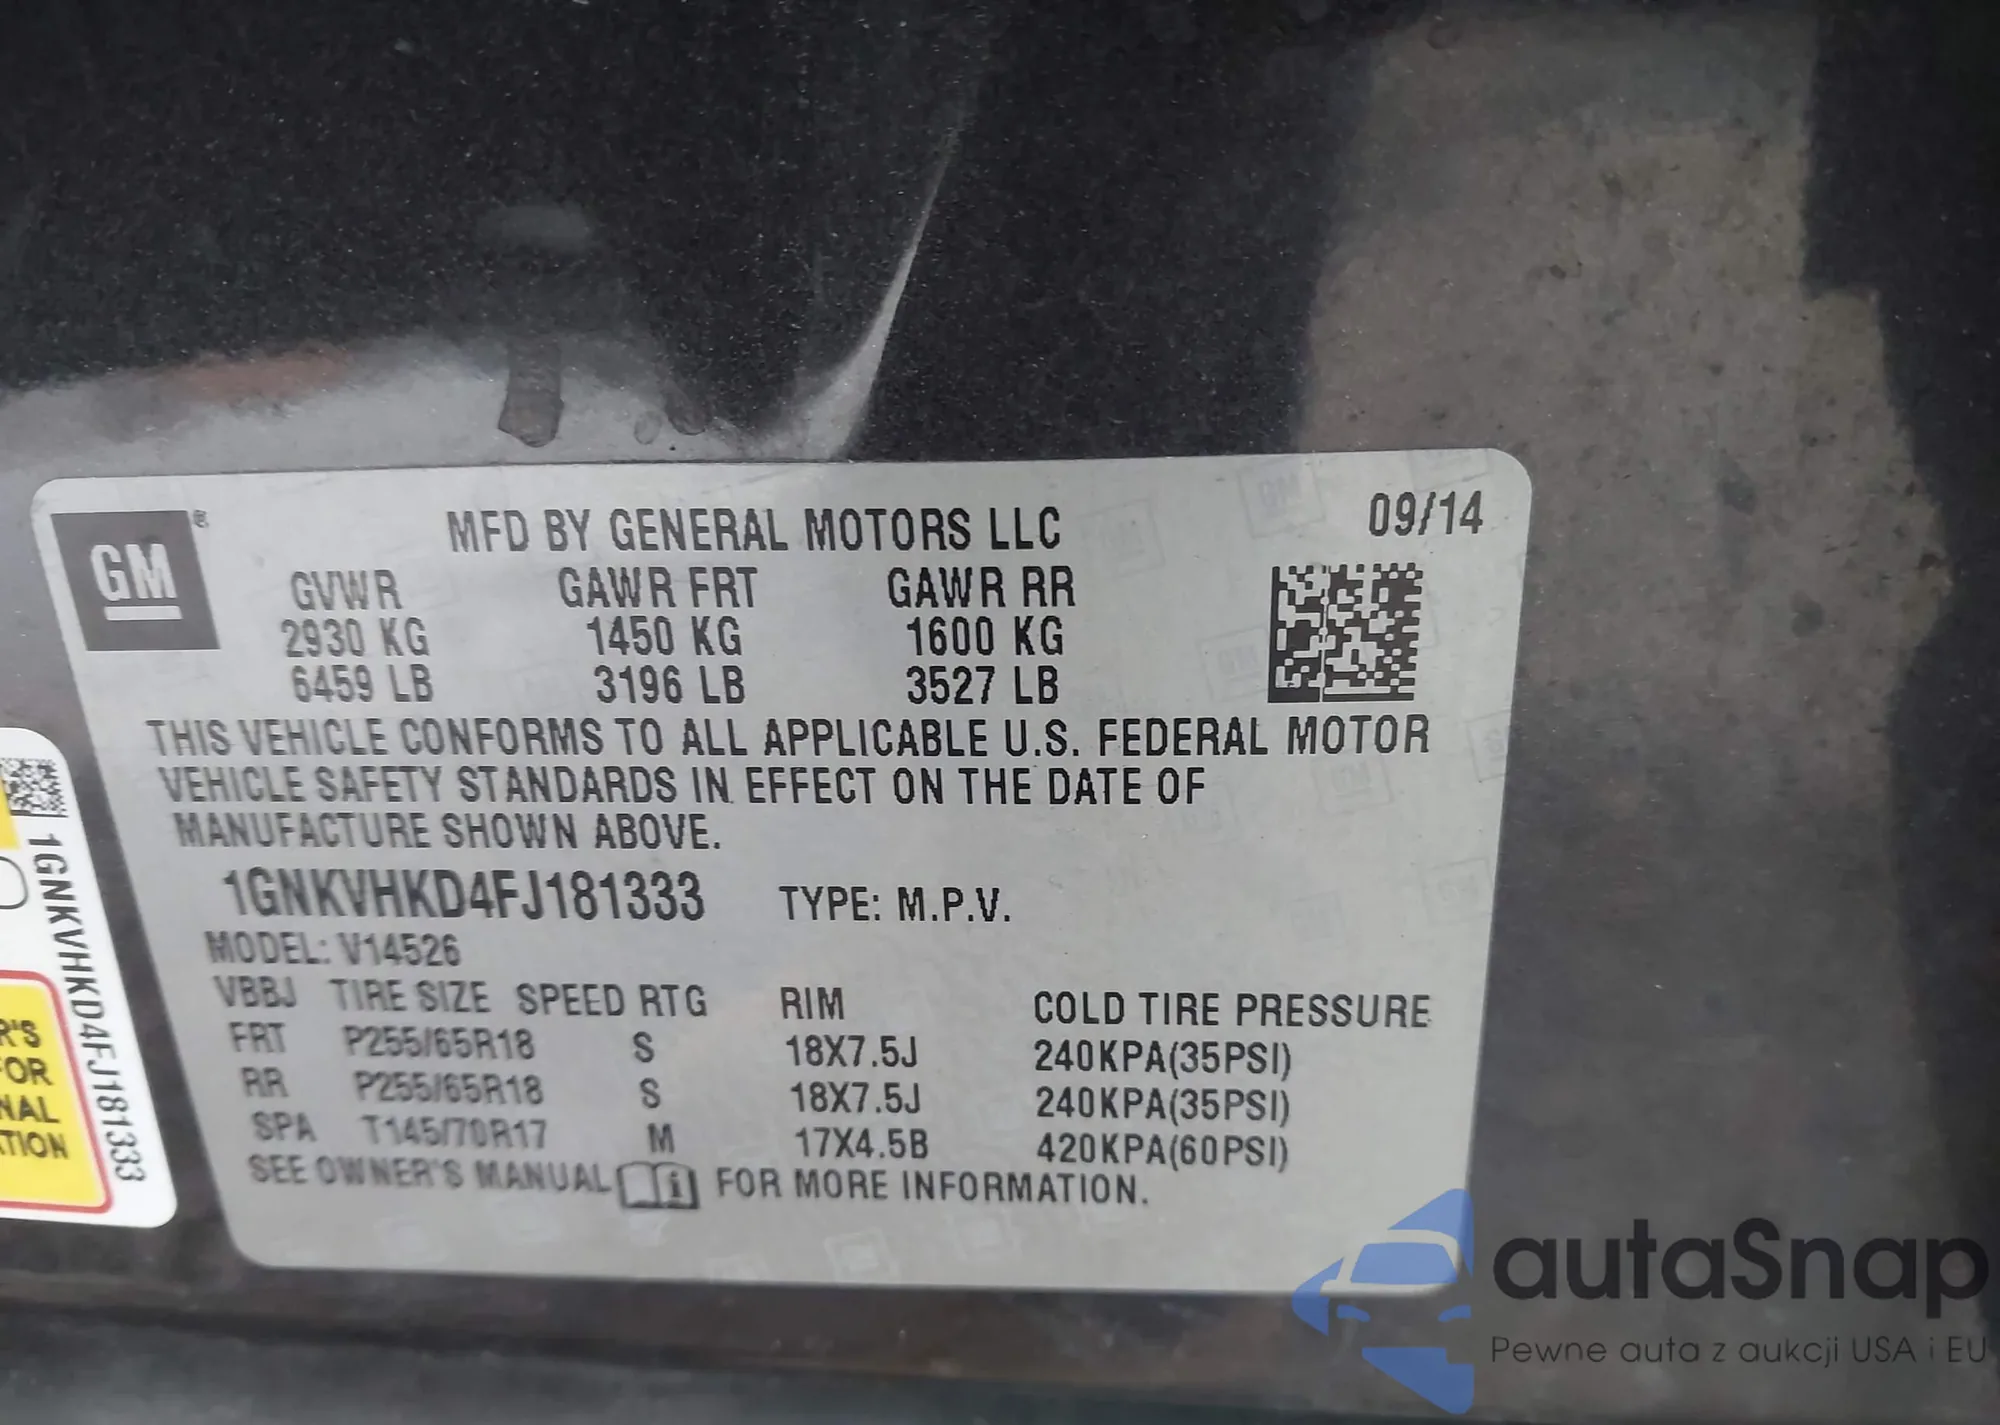 GM
®
MFD BY GENERAL MOTORS LLC
09/14
GVWR GAWR FRT GAWR RR
2930 KG 1450 KG 1600 KG
6459 LB 3196 LB 3527 LB
THIS VEHICLE CONFORMS TO ALL APPLICABLE U.S. FEDERAL MOTOR
VEHICLE SAFETY STANDARDS IN EFFECT ON THE DATE OF
MANUFACTURE SHOWN ABOVE.
1GNKVHKD4FJ181333 TYPE: M.P.V.
MODEL: V14526
VBBJ TIRE SIZE SPEED RTG RIM COLD TIRE PRESSURE
FRT P255/65R18 S 18X7.5J 240KPA(35PSI)
RR P255/65R18 S 18X7.5J 240KPA(35PSI)
SPA T145/70R17 M 17X4.5B 420KPA(60PSI)
SEE OWNER'S MANUAL FOR MORE INFORMATION.
1GNKVHKD4FJ181333
R'S
FOR
NAL
TION
autaSnap
Pewne auta z aukcji USA i EU